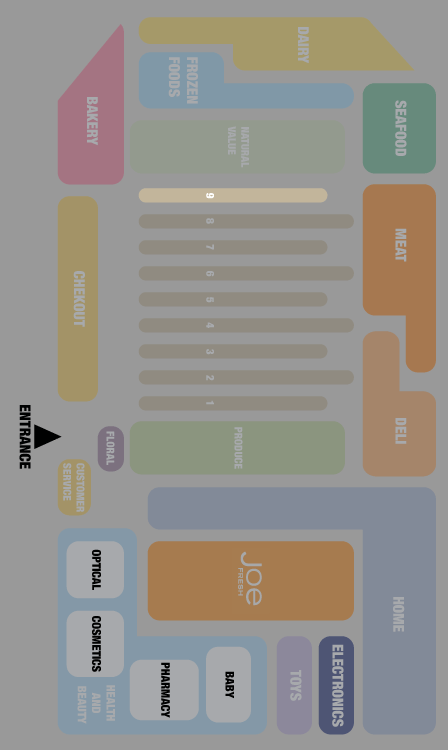 DAIRY
FROZEN
FOODS
BAKERY
SEAFOOD
NATURAL
VALUE
MEAT
9
8
7
6
5
4
3
2
1
CHEKOUT
DELI
ENTRANCE
FLORAL
PRODUCE
CUSTOMER
SERVICE
HOME
OPTICAL
JOE
FRESH
COSMETICS
HEALTH
AND
BEAUTY
PHARMACY
BABY
TOYS
ELECTRONICS